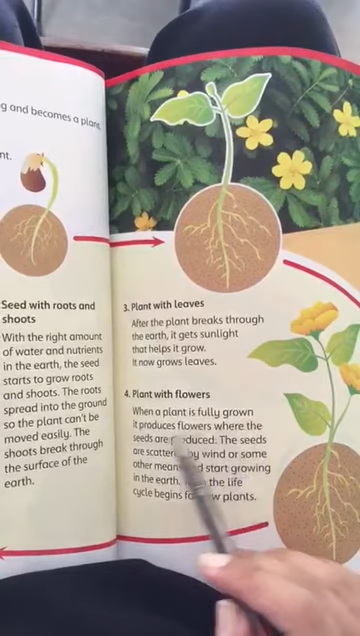 g and becomes a plant.
nt.
Seed with roots and
shoots
With the right amount
of water and nutrients
in the earth, the seed
starts to grow roots
and shoots. The roots
spread into the ground
so the plant can't be
moved easily. The
shoots break through
the surface of the
earth.
3. Plant with leaves
After the plant breaks through
the earth, it gets sunlight
that helps it grow.
It now grows leaves.
4. Plant with flowers
When a plant is fully grown
it produces flowers where the
seeds are produced. The seeds
are scattered by wind or some
other means and start growing
in the earth. the life
cycle begins plants.